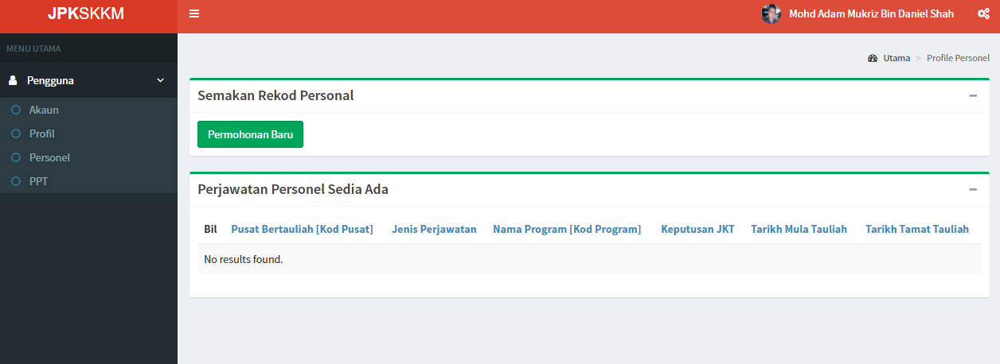 JPKSKKM
Mohd Adam Mukriz Bin Daniel Shah
MENU UTAMA
Pengguna
Akaun
Profil
Personel
PPT
Utama > Profile Personel
Semakan Rekod Personal
Permohonan Baru
Perjawatan Personel Sedia Ada
Bil Pusat Bertauliah [Kod Pusat] Jenis Perjawatan Nama Program [Kod Program] Keputusan JKT Tarikh Mula Tauliah Tarikh Tamat Tauliah
No results found.